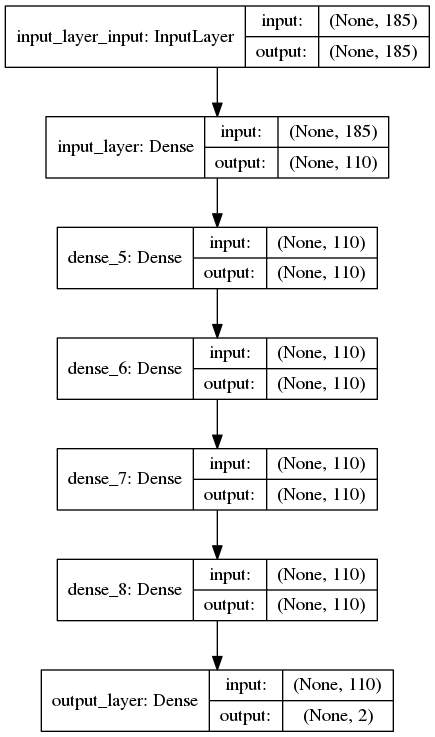 input_layer_input: InputLayer
input: (None, 185)
output: (None, 185)
input_layer: Dense
input: (None, 185)
output: (None, 110)
dense_5: Dense
input: (None, 110)
output: (None, 110)
dense_6: Dense
input: (None, 110)
output: (None, 110)
dense_7: Dense
input: (None, 110)
output: (None, 110)
dense_8: Dense
input: (None, 110)
output: (None, 110)
output_layer: Dense
input: (None, 110)
output: (None, 2)